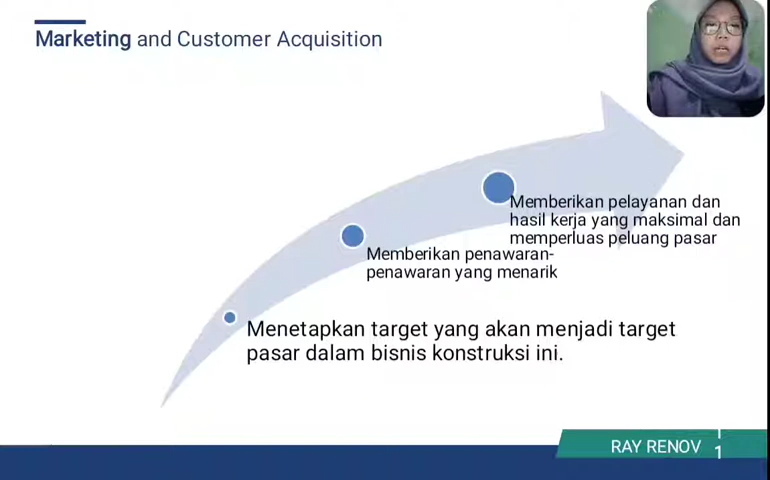 Marketing and Customer Acquisition
Memberikan pelayanan dan
hasil kerja yang maksimal dan
memperluas peluang pasar
Memberikan penawaran-
penawaran yang menarik
Menetapkan target yang akan menjadi target
pasar dalam bisnis konstruksi ini.
RAY RENOV
1
1